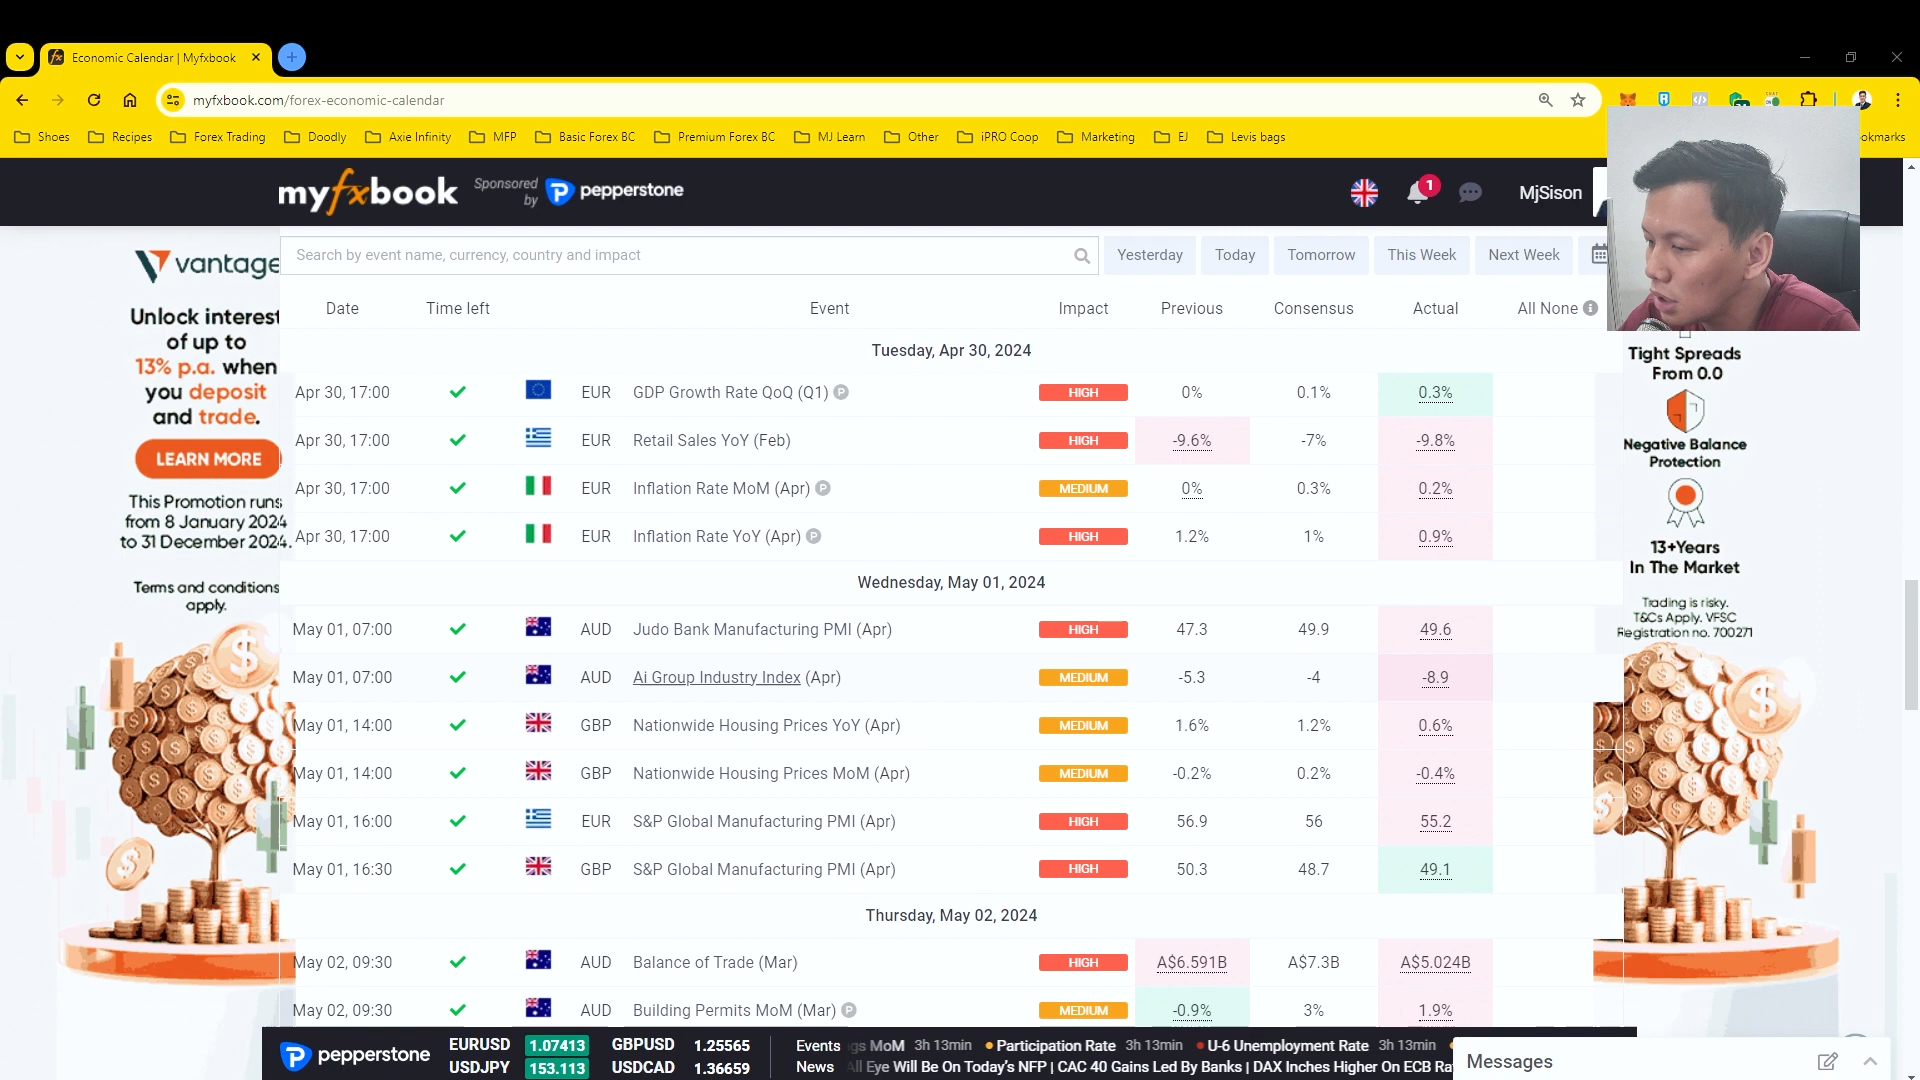 Economic Calendar | Myfxbook
myfxbook.com/forex-economic-calendar
Shoes Recipes Forex Trading Doodly Axie Infinity MFP Basic Forex BC Premium Forex BC MJ Learn Other iPRO Coop Marketing EJ Levis bags okmarks
myfxbook Sponsored by pepperstone 1 MjSison
Search by event name, currency, country and impact Yesterday Today Tomorrow This Week Next Week
Date Time left Event Impact Previous Consensus Actual All None
Tuesday, Apr 30, 2024
Apr 30, 17:00 EUR GDP Growth Rate QoQ (Q1) P HIGH 0% 0.1% 0.3%
Apr 30, 17:00 EUR Retail Sales YoY (Feb) HIGH -9.6% -7% -9.8%
Apr 30, 17:00 EUR Inflation Rate MoM (Apr) P MEDIUM 0% 0.3% 0.2%
Apr 30, 17:00 EUR Inflation Rate YoY (Apr) P HIGH 1.2% 1% 0.9%
Wednesday, May 01, 2024
May 01, 07:00 AUD Judo Bank Manufacturing PMI (Apr) HIGH 47.3 49.9 49.6
May 01, 07:00 AUD Ai Group Industry Index (Apr) MEDIUM -5.3 -4 -8.9
May 01, 14:00 GBP Nationwide Housing Prices YoY (Apr) MEDIUM 1.6% 1.2% 0.6%
May 01, 14:00 GBP Nationwide Housing Prices MoM (Apr) MEDIUM -0.2% 0.2% -0.4%
May 01, 16:00 EUR S&P Global Manufacturing PMI (Apr) HIGH 56.9 56 55.2
May 01, 16:30 GBP S&P Global Manufacturing PMI (Apr) HIGH 50.3 48.7 49.1
Thursday, May 02, 2024
May 02, 09:30 AUD Balance of Trade (Mar) HIGH A$6.591B A$7.3B A$5.024B
May 02, 09:30 AUD Building Permits MoM (Mar) P MEDIUM -0.9% 3% 1.9%
vantage
Unlock interest
of up to
13% p.a. when
you deposit
and trade.
LEARN MORE
This Promotion runs
from 8 January 2024
to 31 December 2024.
Terms and conditions
apply.
Tight Spreads
From 0.0
Negative Balance
Protection
13+Years
In The Market
Trading is risky.
T&Cs Apply. VFSC
Registration no. 700271
pepperstone
EURUSD 1.07413 GBPUSD 1.25565
USDJPY 153.113 USDCAD 1.36659
Events gs MoM 3h 13min Participation Rate 3h 13min U-6 Unemployment Rate 3h 13min
News All Eye Will Be On Today's NFP | CAC 40 Gains Led By Banks | DAX Inches Higher On ECB Ra
Messages